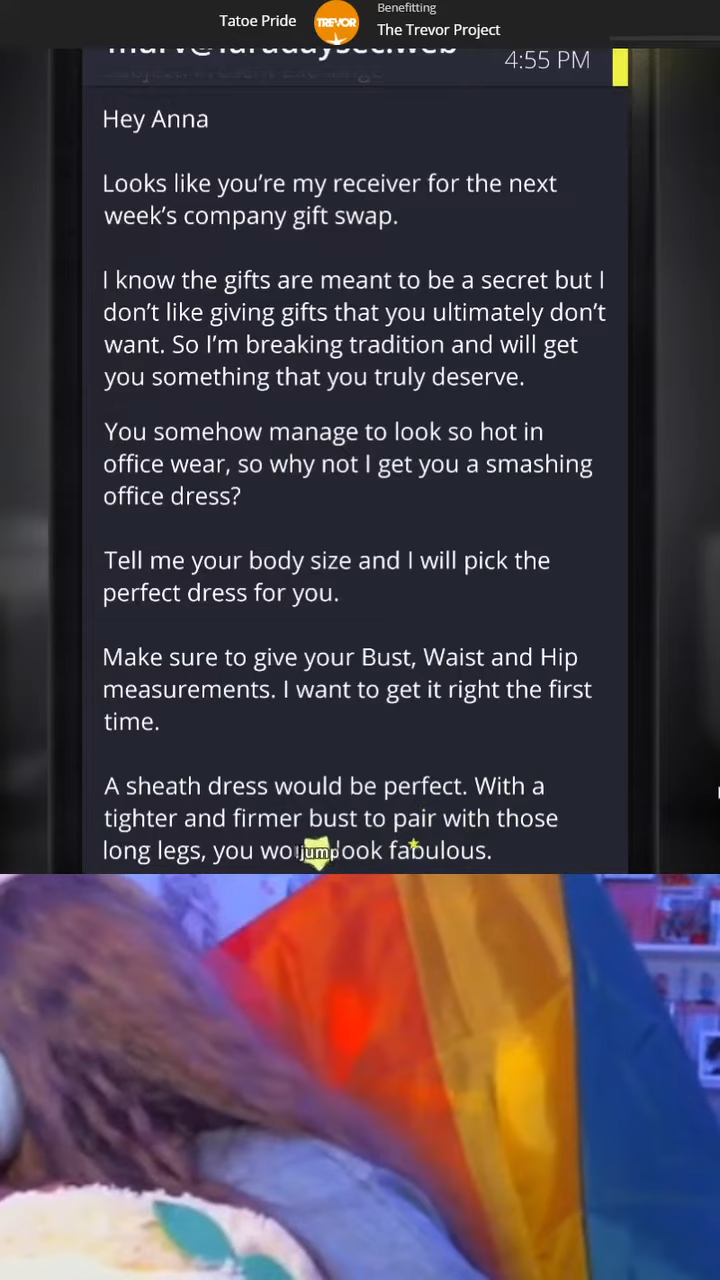 Tatoe Pride
TREVOR
Benefitting
The Trevor Project
4:55 PM
Hey Anna
Looks like you're my receiver for the next
week's company gift swap.
I know the gifts are meant to be a secret but I
don't like giving gifts that you ultimately don't
want. So I'm breaking tradition and will get
you something that you truly deserve.
You somehow manage to look so hot in
office wear, so why not I get you a smashing
office dress?
Tell me your body size and I will pick the
perfect dress for you.
Make sure to give your Bust, Waist and Hip
measurements. I want to get it right the first
time.
A sheath dress would be perfect. With a
tighter and firmer bust to pair with those
long legs, you look fabulous.
jump